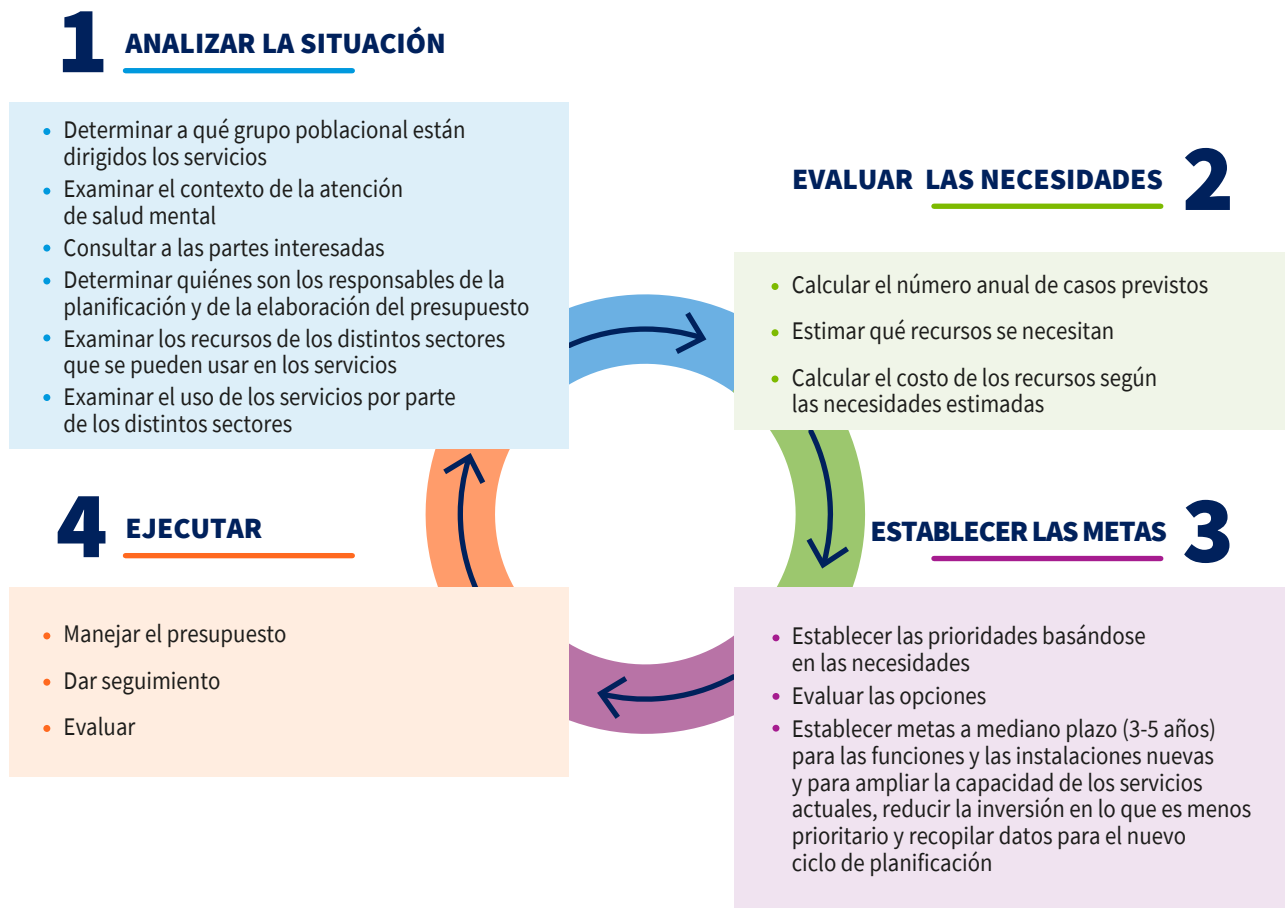 1 ANALIZAR LA SITUACIÓN
• Determinar a qué grupo poblacional están
dirigidos los servicios
• Examinar el contexto de la atención
de salud mental
• Consultar a las partes interesadas
• Determinar quiénes son los responsables de la
planificación y de la elaboración del presupuesto
• Examinar los recursos de los distintos sectores
que se pueden usar en los servicios
• Examinar el uso de los servicios por parte
de los distintos sectores
EVALUAR LAS NECESIDADES 2
• Calcular el número anual de casos previstos
• Estimar qué recursos se necesitan
• Calcular el costo de los recursos según
las necesidades estimadas
ESTABLECER LAS METAS 3
• Establecer las prioridades basándose
en las necesidades
• Evaluar las opciones
• Establecer metas a mediano plazo (3-5 años)
para las funciones y las instalaciones nuevas
y para ampliar la capacidad de los servicios
actuales, reducir la inversión en lo que es menos
prioritario y recopilar datos para el nuevo
ciclo de planificación
4 EJECUTAR
• Manejar el presupuesto
• Dar seguimiento
• Evaluar